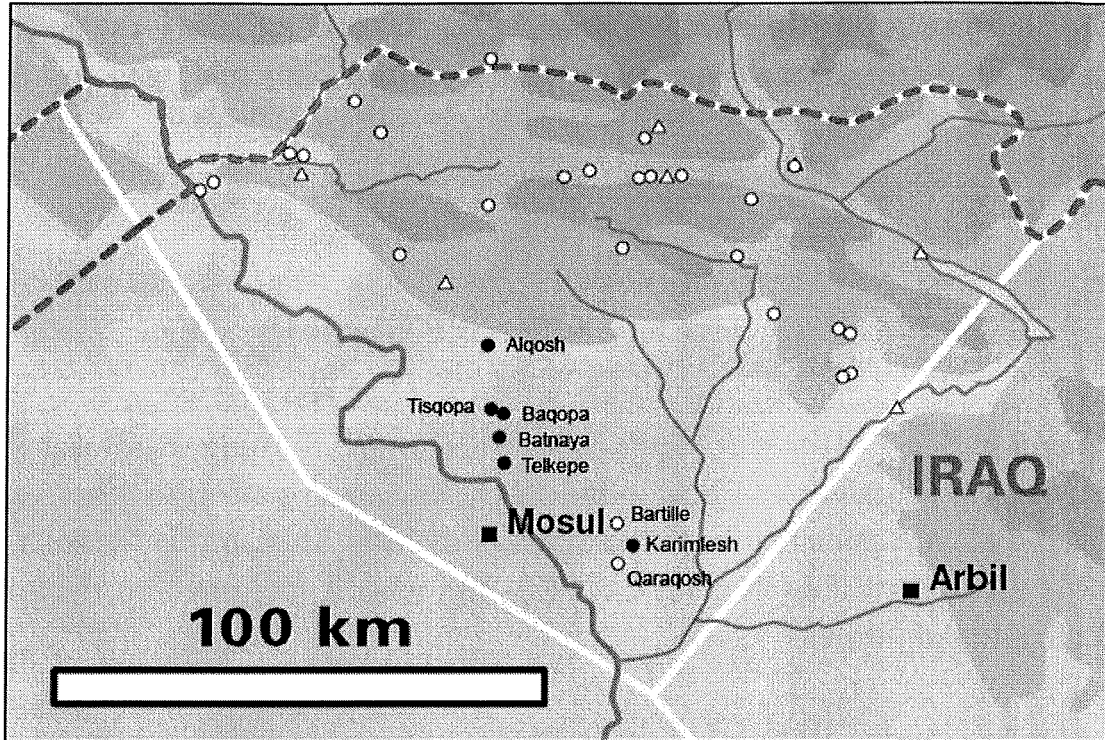 Alqosh
Tisqopa
Baqopa
Batnaya
Telkepe
IRAQ
Bartille
Mosul
Karimlesh
Qaraqosh
Arbil
100 km